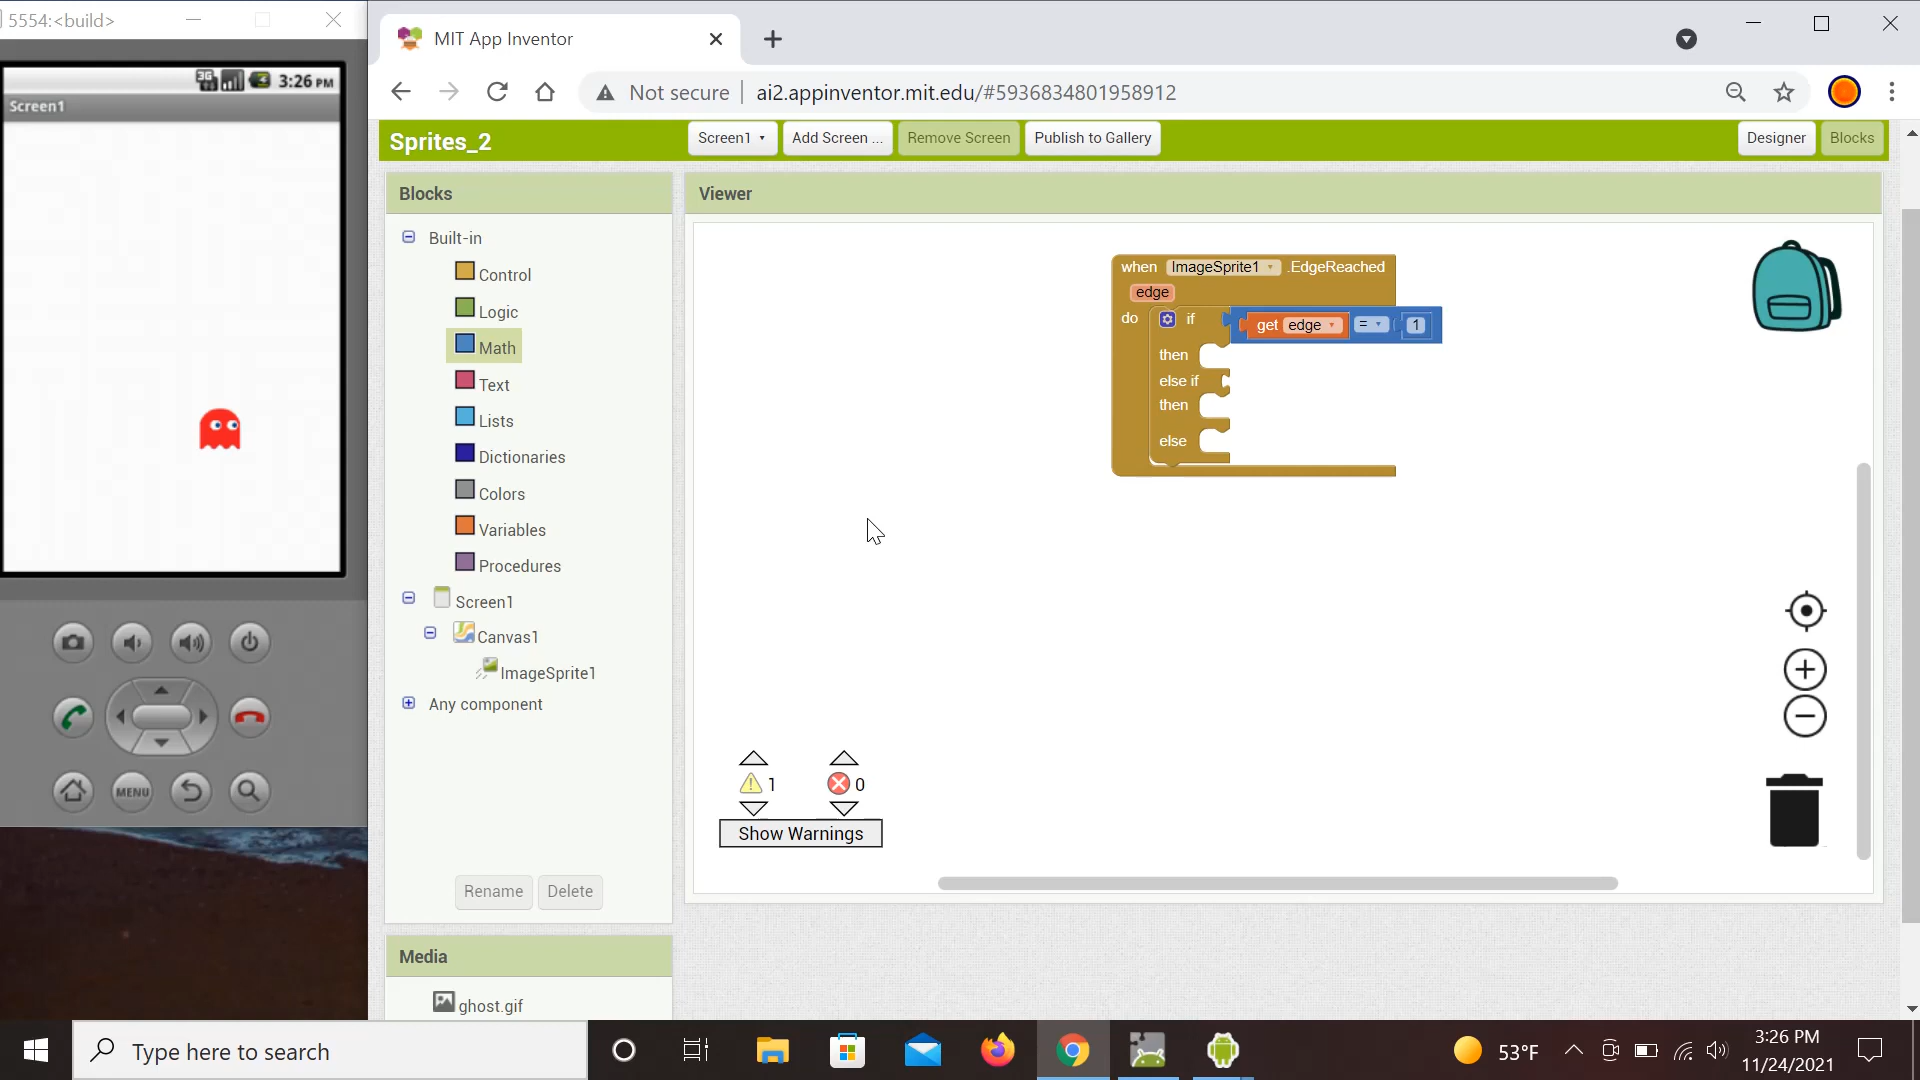 5554:<build>
3G
3:26 PM
Screen1
MENU
MIT App Inventor
Not secure
ai2.appinventor.mit.edu/#5936834801958912
Sprites_2
Screen1
Add Screen ...
Remove Screen
Publish to Gallery
Designer
Blocks
Blocks
Built-in
Control
Logic
Math
Text
Lists
Dictionaries
Colors
Variables
Procedures
Screen1
Canvas1
ImageSprite1
Any component
Rename
Delete
Media
ghost.gif
Viewer
when ImageSprite1 .EdgeReached
edge
do if get edge = 1
then
else if
then
else
1
0
Show Warnings
Type here to search
53°F
3:26 PM
11/24/2021